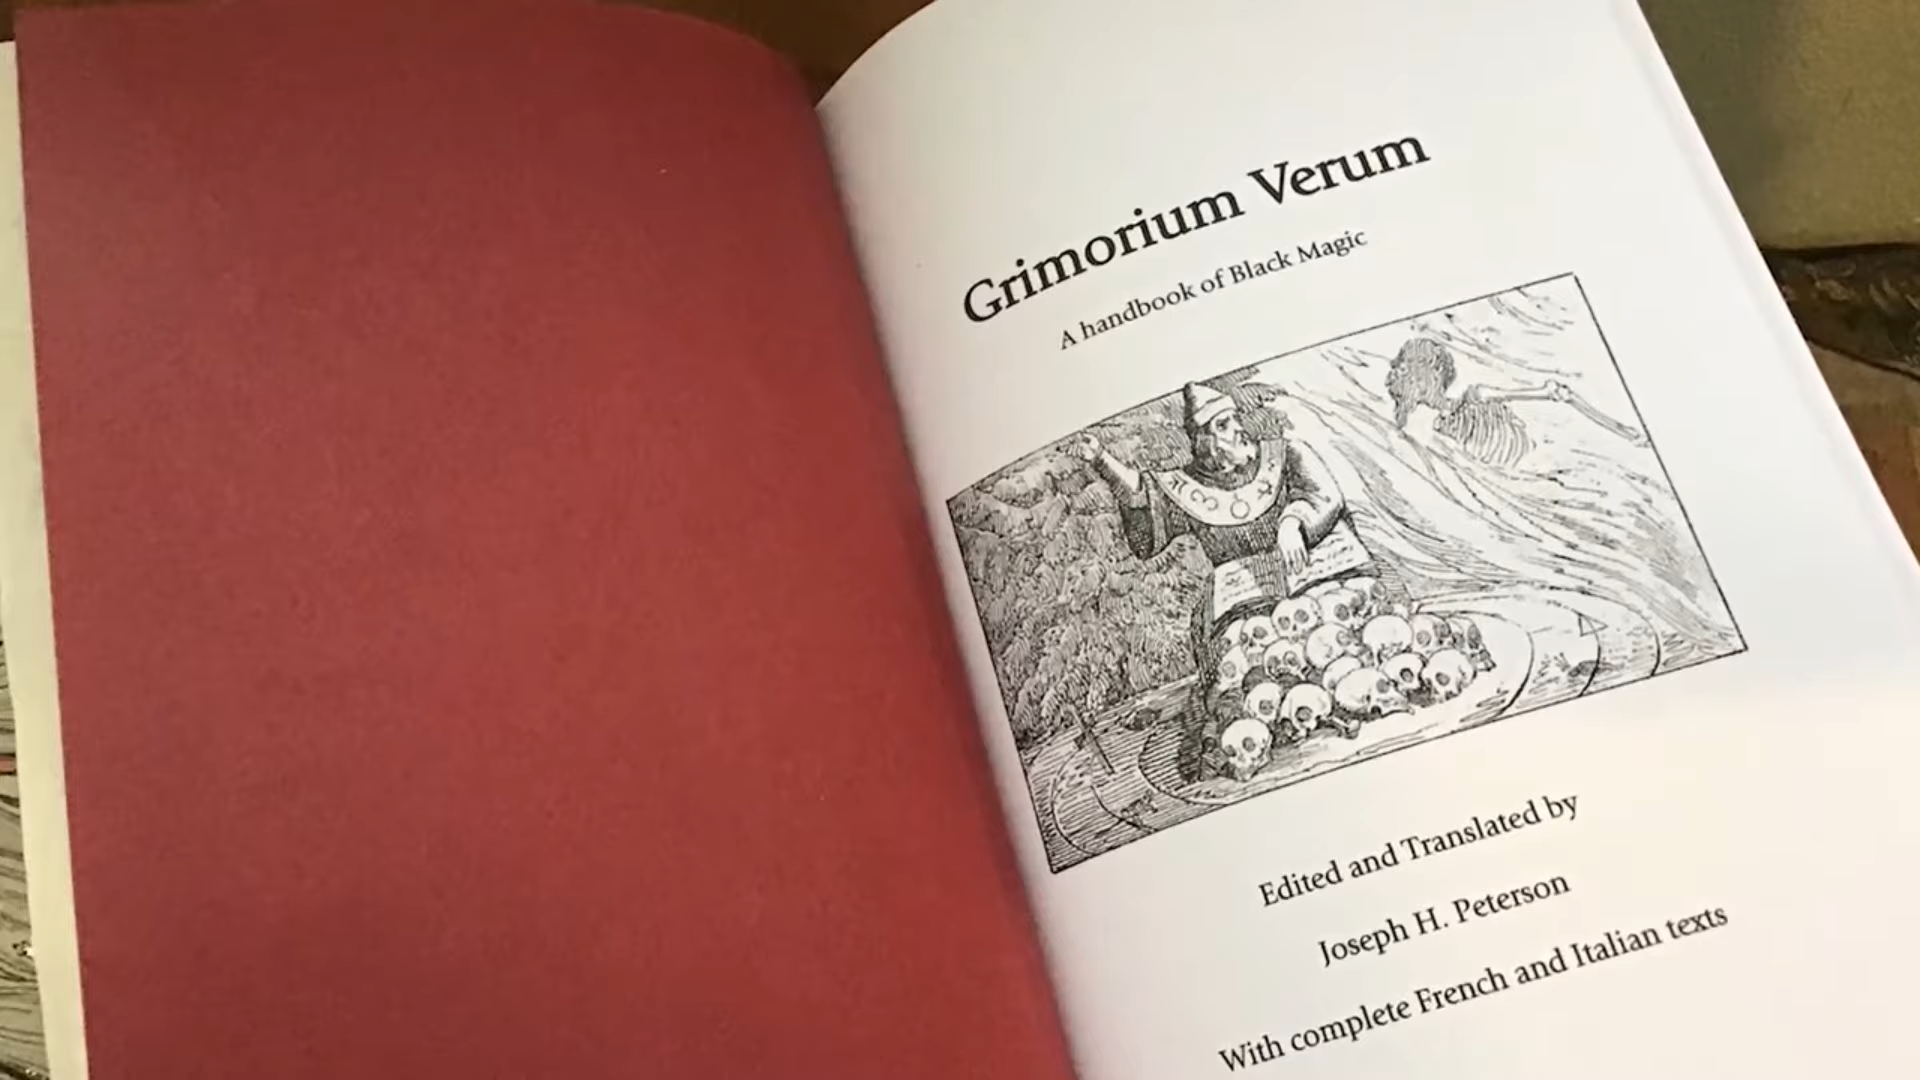 Grimorium Verum
A handbook of Black Magic
Edited and Translated by
Joseph H. Peterson
With complete French and Italian texts